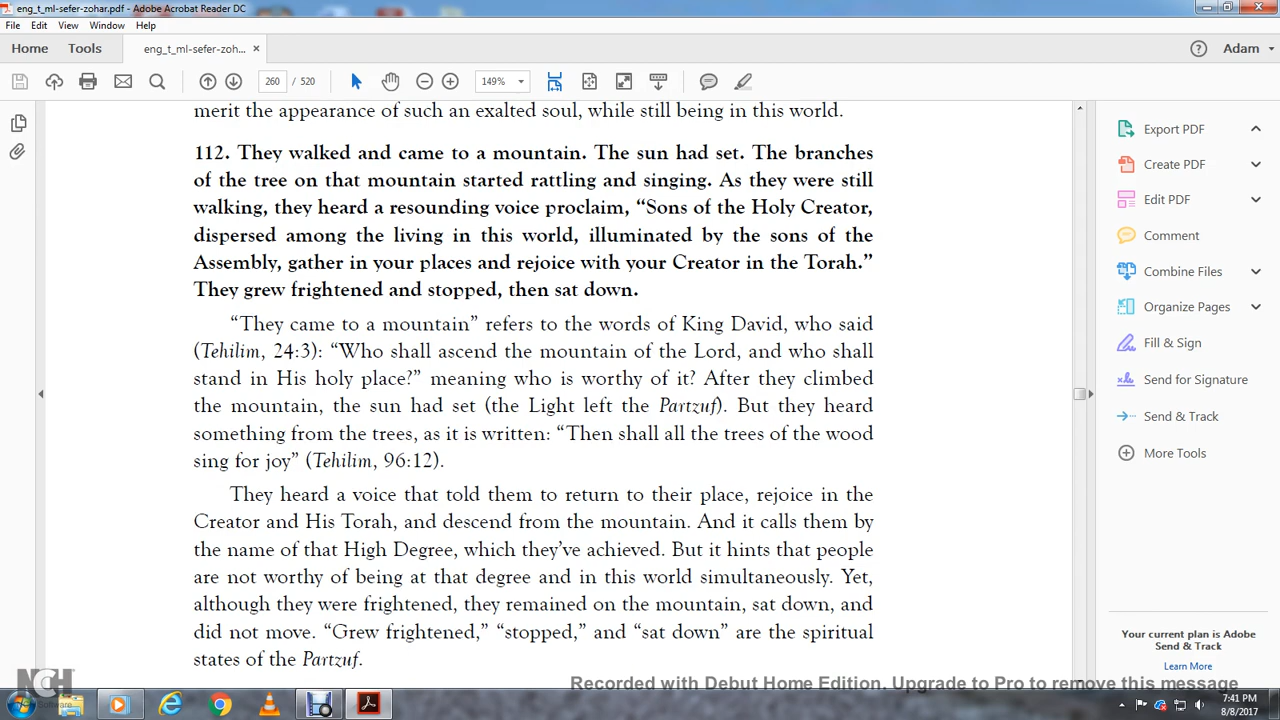 eng_t_ml-sefer-zohar.pdf - Adobe Acrobat Reader DC
File Edit View Window Help
Home Tools eng_t_ml-sefer-zoh... × Adam
260 / 520 149%
merit the appearance of such an exalted soul, while still being in this world.
112. They walked and came to a mountain. The sun had set. The branches
of the tree on that mountain started rattling and singing. As they were still
walking, they heard a resounding voice proclaim, “Sons of the Holy Creator,
dispersed among the living in this world, illuminated by the sons of the
Assembly, gather in your places and rejoice with your Creator in the Torah.”
They grew frightened and stopped, then sat down.
“They came to a mountain” refers to the words of King David, who said
(Tehilim, 24:3): “Who shall ascend the mountain of the Lord, and who shall
stand in His holy place?” meaning who is worthy of it? After they climbed
the mountain, the sun had set (the Light left the Partzuf). But they heard
something from the trees, as it is written: “Then shall all the trees of the wood
sing for joy” (Tehilim, 96:12).
They heard a voice that told them to return to their place, rejoice in the
Creator and His Torah, and descend from the mountain. And it calls them by
the name of that High Degree, which they’ve achieved. But it hints that people
are not worthy of being at that degree and in this world simultaneously. Yet,
although they were frightened, they remained on the mountain, sat down, and
did not move. “Grew frightened,” “stopped,” and “sat down” are the spiritual
states of the Partzuf.
Export PDF
Create PDF
Edit PDF
Comment
Combine Files
Organize Pages
Fill & Sign
Send for Signature
Send & Track
More Tools
Your current plan is Adobe
Send & Track
Learn More
NCH
Software
Recorded with Debut Home Edition. Upgrade to Pro to remove this message
7:41 PM
8/8/2017